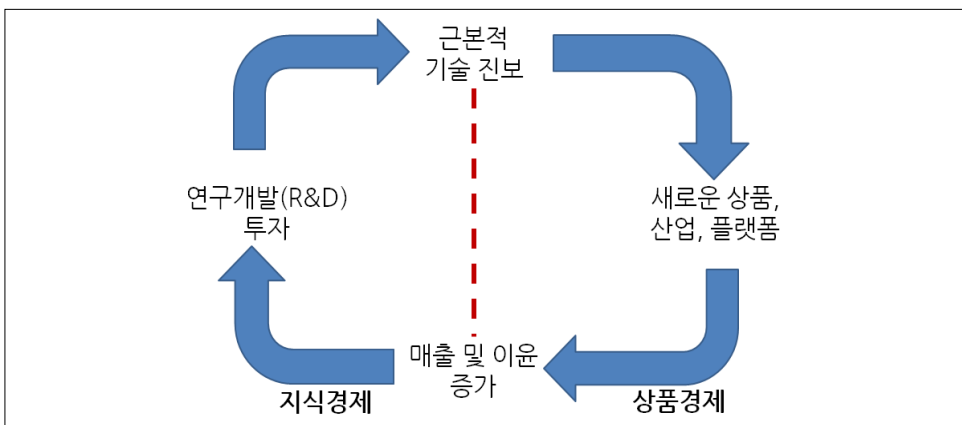 근본적
기술 진보
연구개발(R&D)
투자
새로운 상품,
산업, 플랫폼
매출 및 이윤
증가
지식경제
상품경제